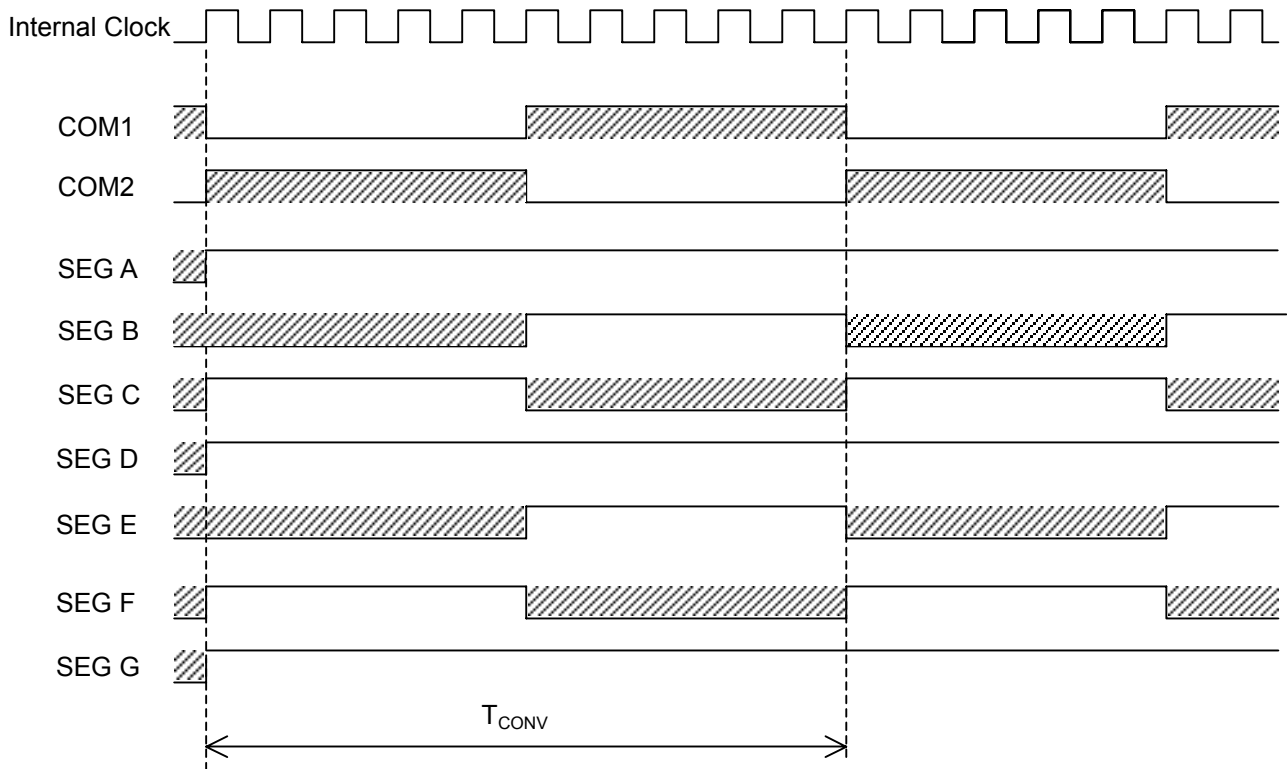 Internal Clock
COM1
COM2
SEG A
SEG B
SEG C
SEG D
SEG E
SEG F
SEG G
TCONV